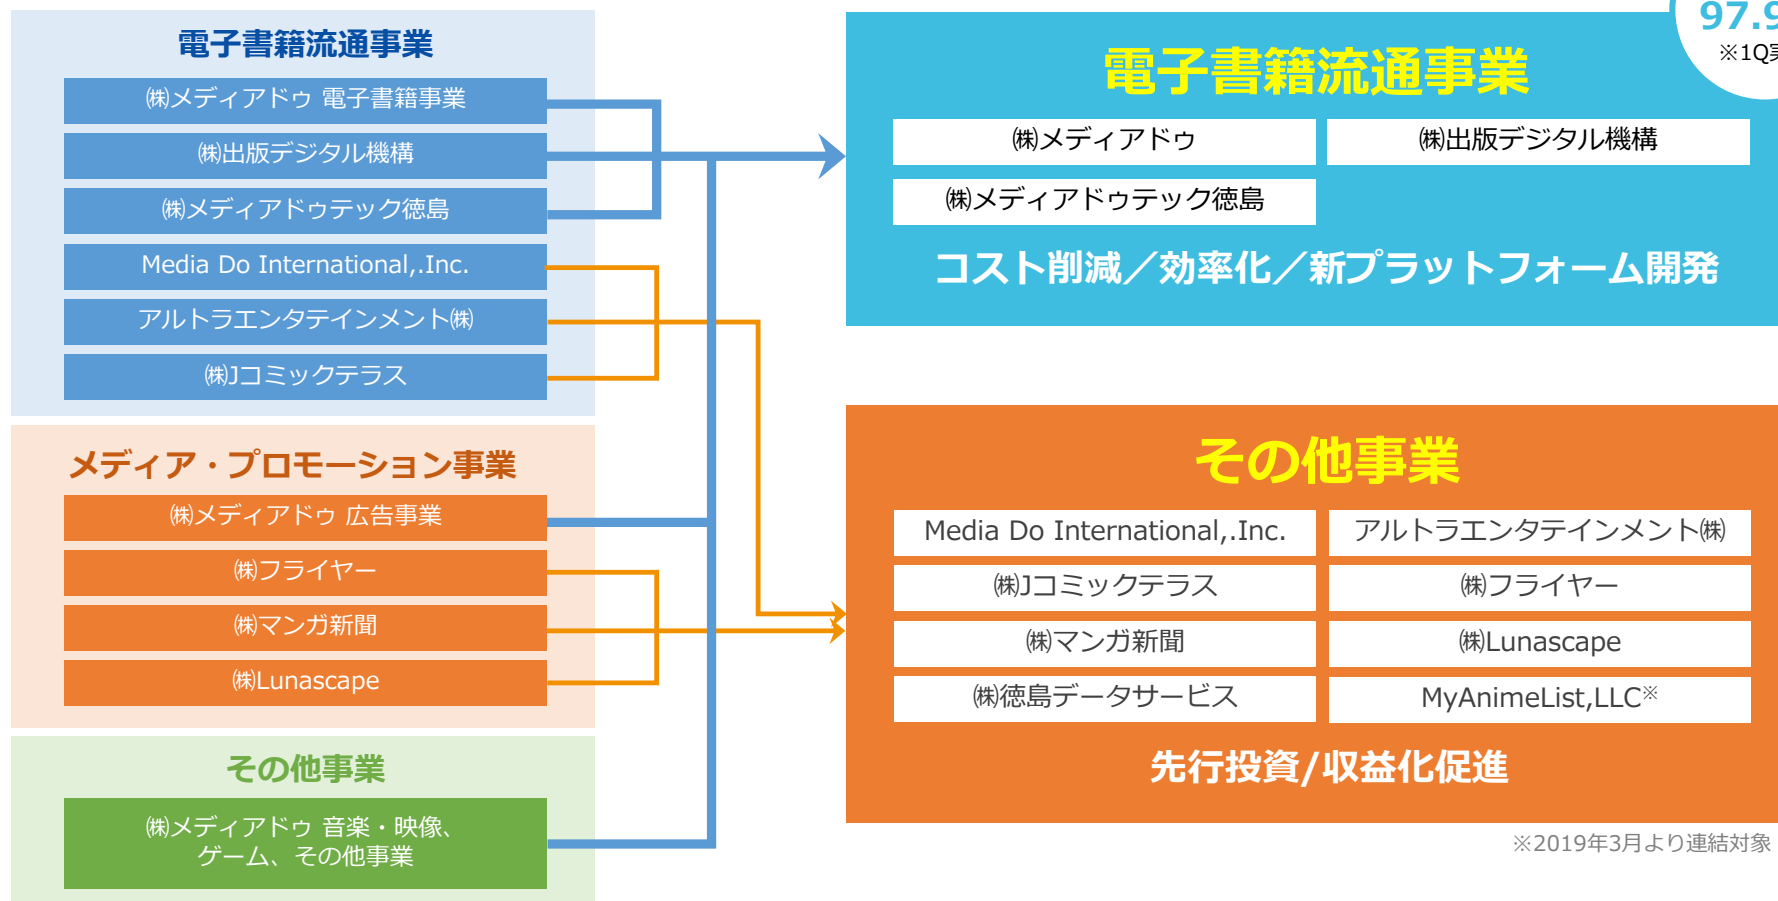 電子書籍流通事業
㈱メディアドゥ 電子書籍事業
㈱出版デジタル機構
㈱メディアドゥテック徳島
Media Do International,.Inc.
アルトラエンタテインメント㈱
㈱Jコミックテラス
メディア・プロモーション事業
㈱メディアドゥ 広告事業
㈱フライヤー
㈱マンガ新聞
㈱Lunascape
その他事業
㈱メディアドゥ 音楽・映像、
ゲーム、その他事業
97.9
※1Q実
電子書籍流通事業
㈱メディアドゥ
㈱出版デジタル機構
㈱メディアドゥテック徳島
コスト削減／効率化／新プラットフォーム開発
その他事業
Media Do International,.Inc.
アルトラエンタテインメント㈱
㈱Jコミックテラス
㈱フライヤー
㈱マンガ新聞
㈱Lunascape
㈱徳島データサービス
MyAnimeList,LLC※
先行投資/収益化促進
※2019年3月より連結対象